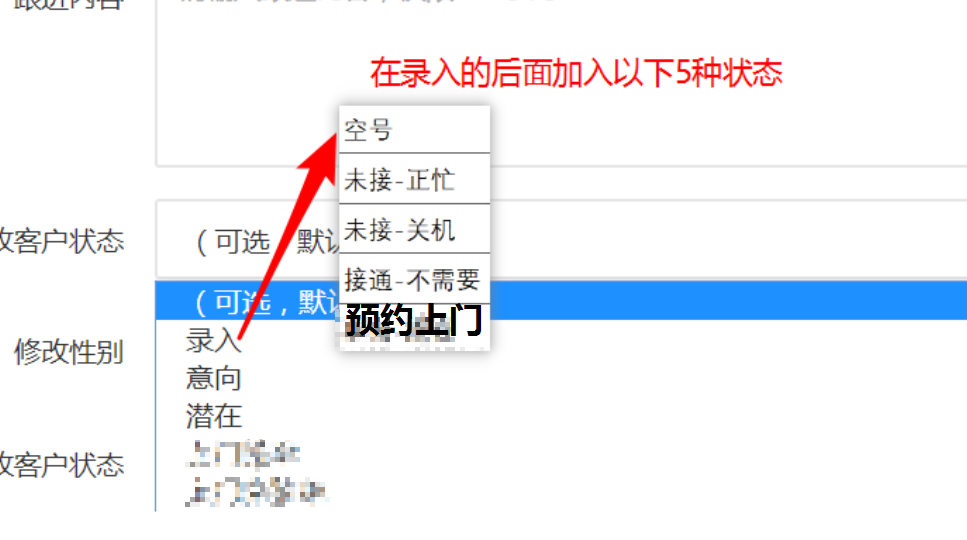 跟进内容
在录入的后面加入以下5种状态
空号
未接-正忙
未接-关机
接通-不需要
预约上门
改客户状态
（可选，默认
（可选，默认
录入
修改性别
意向
潜在
改客户状态